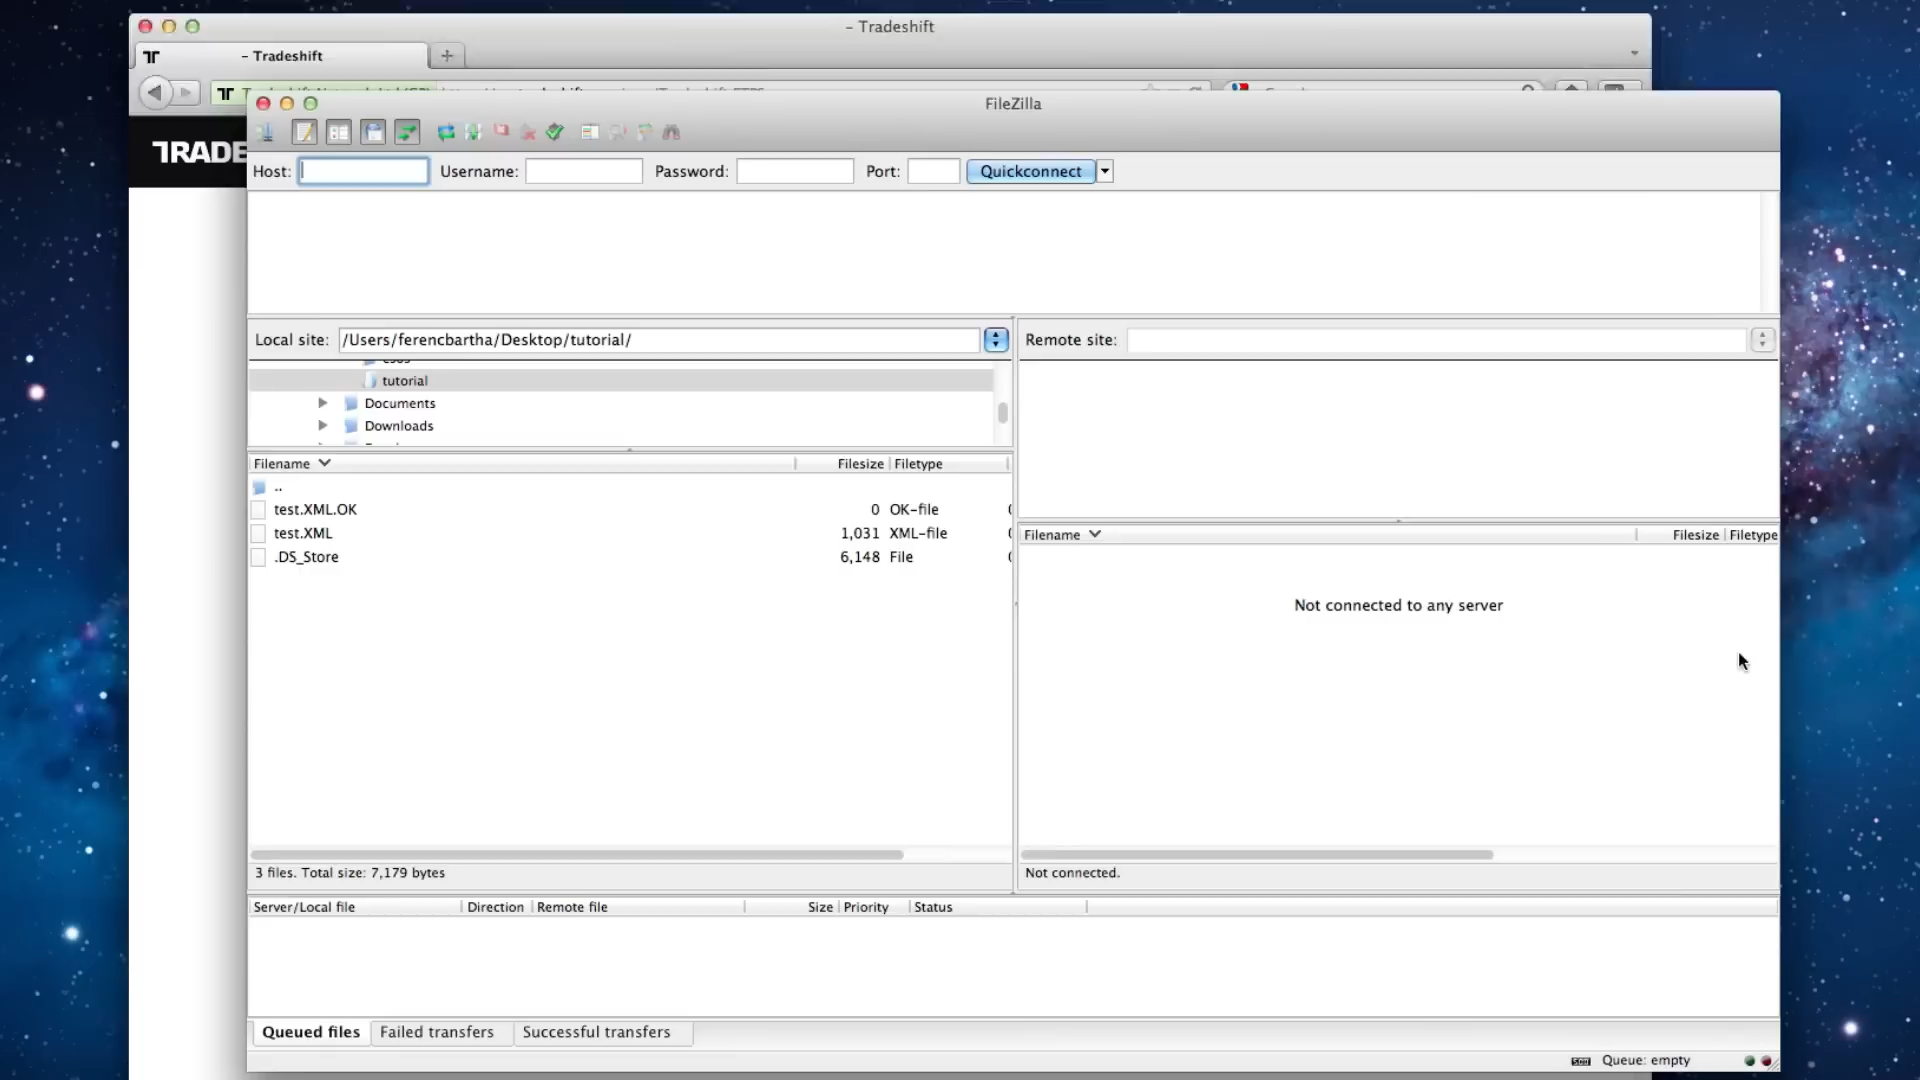 – Tradeshift
– Tradeshift
TRADE
FileZilla
Host: Username: Password: Port: Quickconnect
Local site: /Users/ferencbartha/Desktop/tutorial/
Remote site:
tutorial
Documents
Downloads
Filename Filesize Filetype
..
test.XML.OK 0 OK-file
test.XML 1,031 XML-file
.DS_Store 6,148 File
Filename Filesize Filetype
Not connected to any server
3 files. Total size: 7,179 bytes
Not connected.
Server/Local file Direction Remote file Size Priority Status
Queued files Failed transfers Successful transfers
Queue: empty